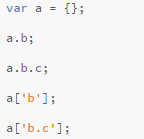 var a = {};
a.b;
a.b.c;
a['b'];
a['b.c'];